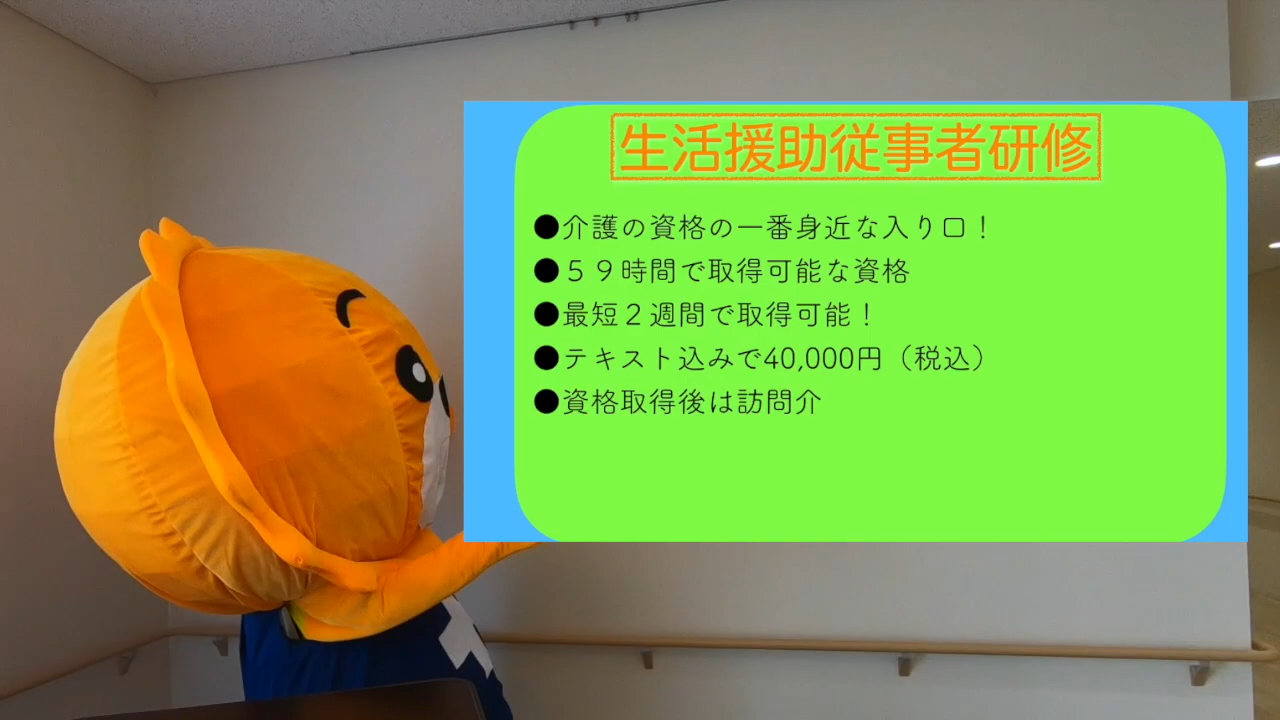 生活援助従事者研修
●介護の資格の一番身近な入り口！
●５９時間で取得可能な資格
●最短２週間で取得可能！
●テキスト込みで40,000円（税込）
●資格取得後は訪問介